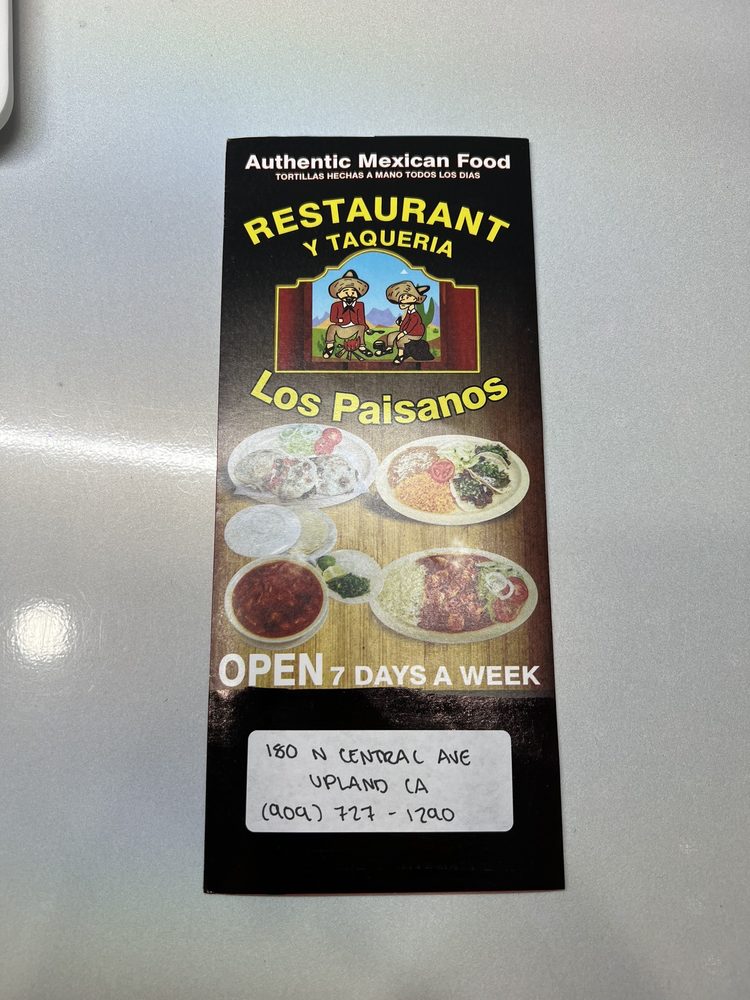 Authentic Mexican Food
TORTILLAS HECHAS A MANO TODOS LOS DIAS
RESTAURANT
Y TAQUERIA
Los Paisanos
OPEN 7 DAYS A WEEK
180 N CENTRAL AVE
UPLAND CA
(909) 727-1290